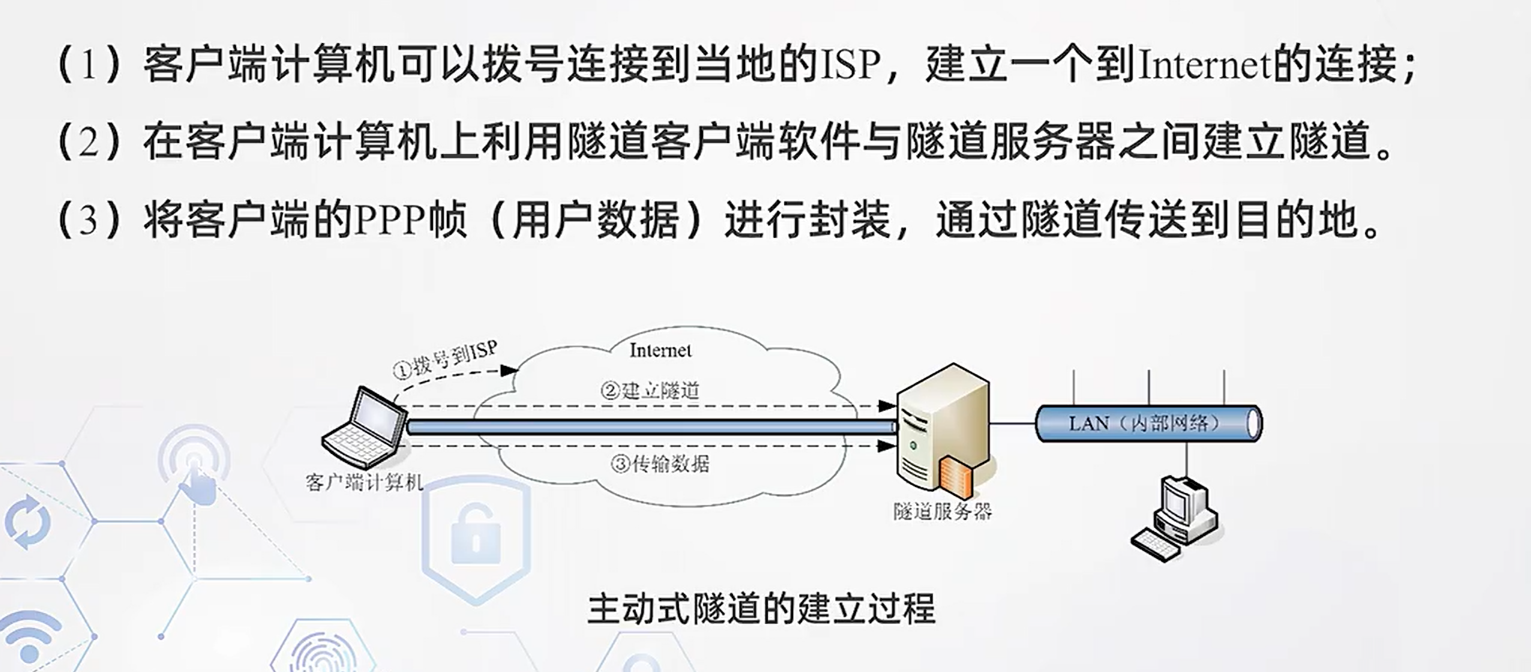 （1）客户端计算机可以拨号连接到当地的ISP，建立一个到Internet的连接；
（2）在客户端计算机上利用隧道客户端软件与隧道服务器之间建立隧道。
（3）将客户端的PPP帧（用户数据）进行封装，通过隧道传送到目的地。
①拨号到ISP
Internet
②建立隧道
LAN（内部网络）
③传输数据
客户端计算机
隧道服务器
主动式隧道的建立过程